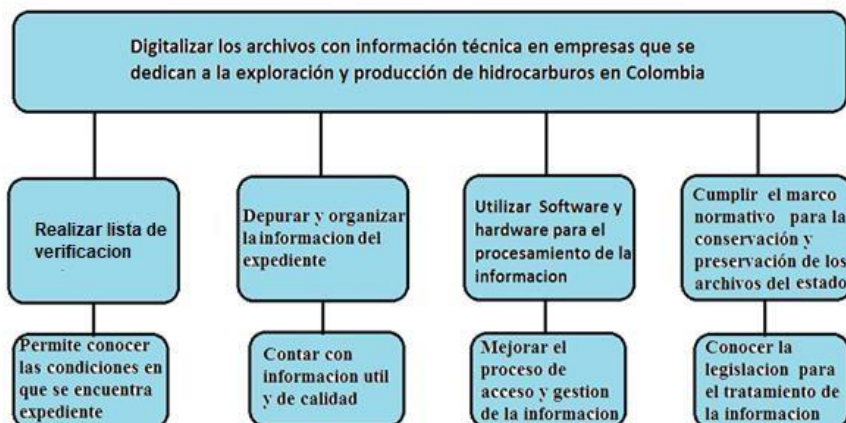 Digitalizar los archivos con información técnica en empresas que se
dedican a la exploración y producción de hidrocarburos en Colombia
Realizar lista de
verificacion
Depurar y organizar
la informacion del
expediente
Utilizar Software y
hardware para el
procesamiento de la
informacion
Cumplir el marco
normativo para la
conservación y
preservación de los
archivos del estado
Permite conocer
las condiciones en
que se encuentra
expediente
Contar con
informacion util
y de calidad
Mejorar el
proceso de
acceso y gestion
de la informacion
Conocer la
legislacion para
el tratamiento de
la informacion